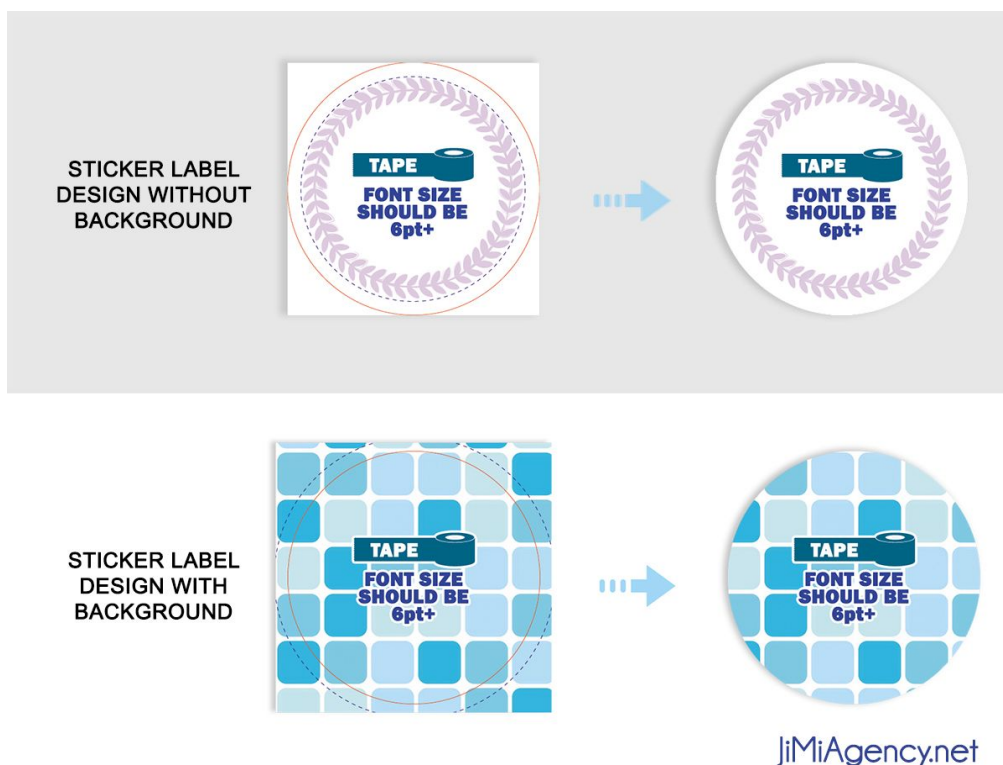 STICKER LABEL
DESIGN WITHOUT
BACKGROUND
TAPE
FONT SIZE
SHOULD BE
6pt+
TAPE
FONT SIZE
SHOULD BE
6pt+
STICKER LABEL
DESIGN WITH
BACKGROUND
TAPE
FONT SIZE
SHOULD BE
6pt+
TAPE
FONT SIZE
SHOULD BE
6pt+
JiMiAgency.net